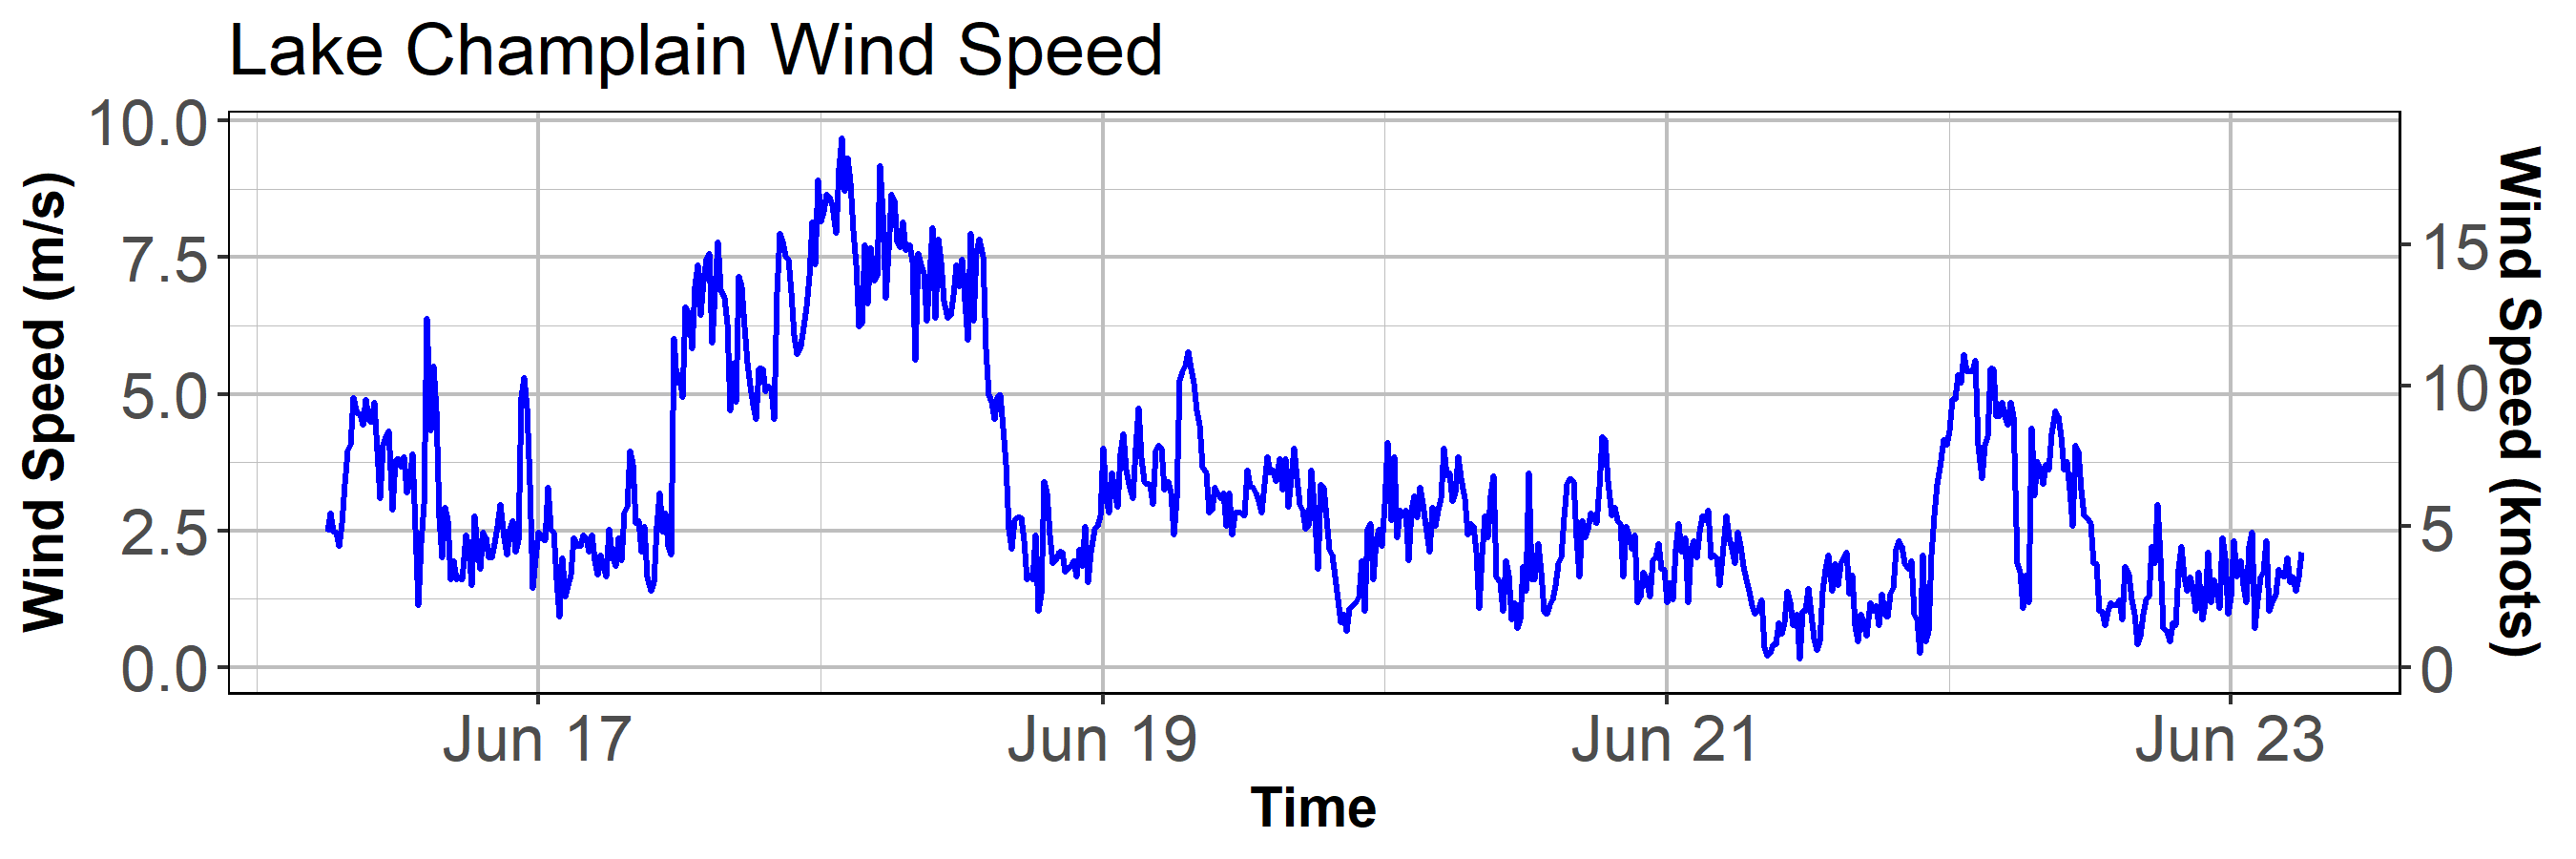 Lake Champlain Wind Speed
Wind Speed (m/s)
10.0
7.5
5.0
2.5
0.0
15
10
5
0
Wind Speed (knots)
Jun 17 Jun 19 Jun 21 Jun 23
Time